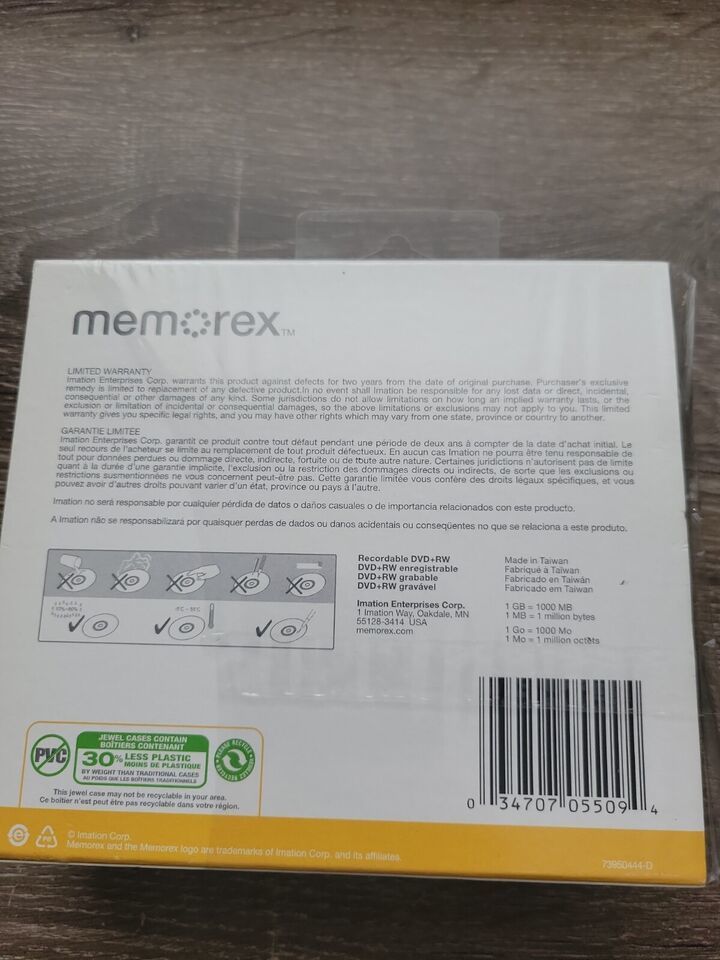 memorex™
LIMITED WARRANTY
Imation Enterprises Corp. warrants this product against defects for two years from the date of original purchase. Purchaser's exclusive
remedy is limited to replacement of any defective product.In no event shall Imation be responsible for any lost data or direct, incidental,
consequential or other damages of any kind. Some jurisdictions do not allow limitations on how long an implied warranty lasts, or the
exclusion or limitation of incidental or consequential damages, so the above limitations or exclusions may not apply to you. This limited
warranty gives you specific legal rights, and you may have other rights which may vary from one state, province or country to another.
GARANTIE LIMITÉE
Imation Enterprises Corp. garantit ce produit contre tout défaut pendant une période de deux ans à compter de la date d'achat initial. Le
seul recours de l'acheteur se limite au remplacement de tout produit défectueux. En aucun cas Imation ne pourra être tenu responsable de
tout pour données perdues ou dommage directe, indirecte, fortuite ou de toute autre nature. Certaines juridictions n'autorisent pas de limite
quant à la durée d'une garantie implicite, l'exclusion ou la restriction des dommages directs ou indirects, de sorte que les exclusions ou
restrictions susmentionnées ne vous concernent peut-être pas. Cette garantie limitée vous confère des droits légaux spécifiques, et vous
pouvez avoir d'autres droits pouvant varier d'un état, province ou pays à l'autre.
Imation no será responsable por cualquier pérdida de datos o daños casuales o de importancia relacionados con este producto.
A Imation não se responsabilizará por quaisquer perdas de dados ou danos acidentais ou conseqüentes no que se relaciona a este produto.
Recordable DVD+RW
DVD+RW enregistrable
DVD+RW grabable
DVD+RW gravável
Imation Enterprises Corp.
1 Imation Way, Oakdale, MN
55128-3414 USA
memorex.com
Made in Taiwan
Fabriqué à Taïwan
Fabricado en Taiwán
Fabricado em Taiwan
1 GB = 1000 MB
1 MB = 1 million bytes
1 Go = 1000 Mo
1 Mo = 1 million octets
PVC
JEWEL CASES CONTAIN
BOÎTIERS CONTENANT
30% LESS PLASTIC
MOINS DE PLASTIQUE
BY WEIGHT THAN TRADITIONAL CASES
AU POIDS QUE LES BOÎTIERS TRADITIONNELS
This jewel case may not be recyclable in your area.
Ce boîtier n'est peut être pas recyclable dans votre région.
0 34707 05509 4
© Imation Corp.
Memorex and the Memorex logo are trademarks of Imation Corp. and its affiliates.
73950444-D